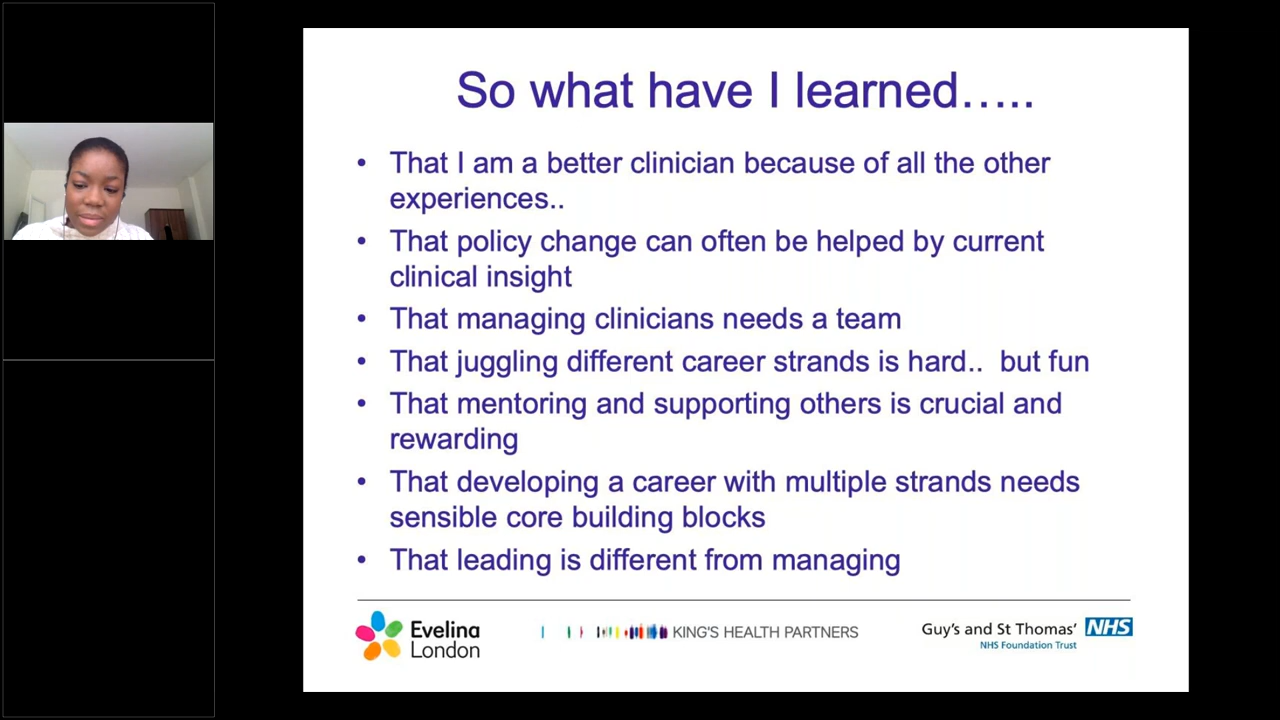 So what have I learned.....
• That I am a better clinician because of all the other
experiences..
• That policy change can often be helped by current
clinical insight
• That managing clinicians needs a team
• That juggling different career strands is hard.. but fun
• That mentoring and supporting others is crucial and
rewarding
• That developing a career with multiple strands needs
sensible core building blocks
• That leading is different from managing
Evelina
London
KING'S HEALTH PARTNERS
Guy's and St Thomas' NHS
NHS Foundation Trust